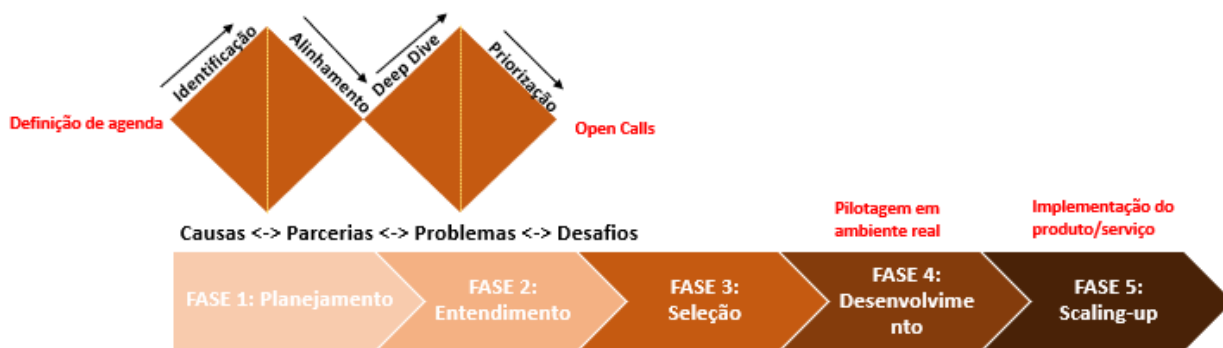 Identificação
Alinhamento
Deep Dive
Priorização
Definição de agenda
Open Calls
Causas <-> Parcerias <-> Problemas <-> Desafios
Pilotagem em
ambiente real
Implementação do
produto/serviço
FASE 1: Planejamento
FASE 2:
Entendimento
FASE 3:
Seleção
FASE 4:
Desenvolvime
nto
FASE 5:
Scaling-up